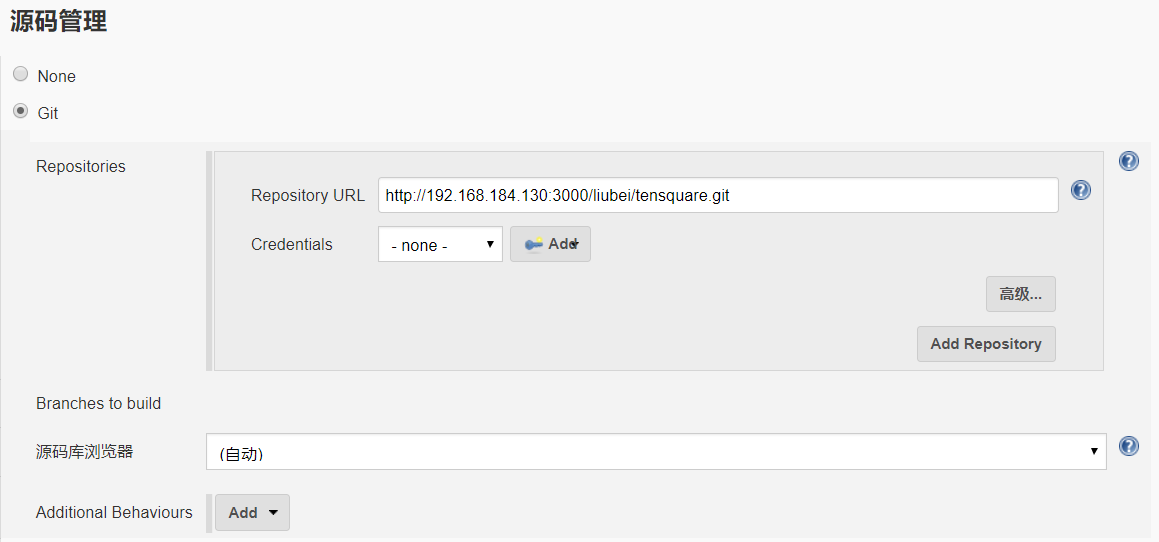 源码管理
None
Git
Repositories
Repository URL http://192.168.184.130:3000/liubei/tensquare.git
Credentials - none - Add
高级...
Add Repository
Branches to build
源码库浏览器 (自动)
Additional Behaviours Add